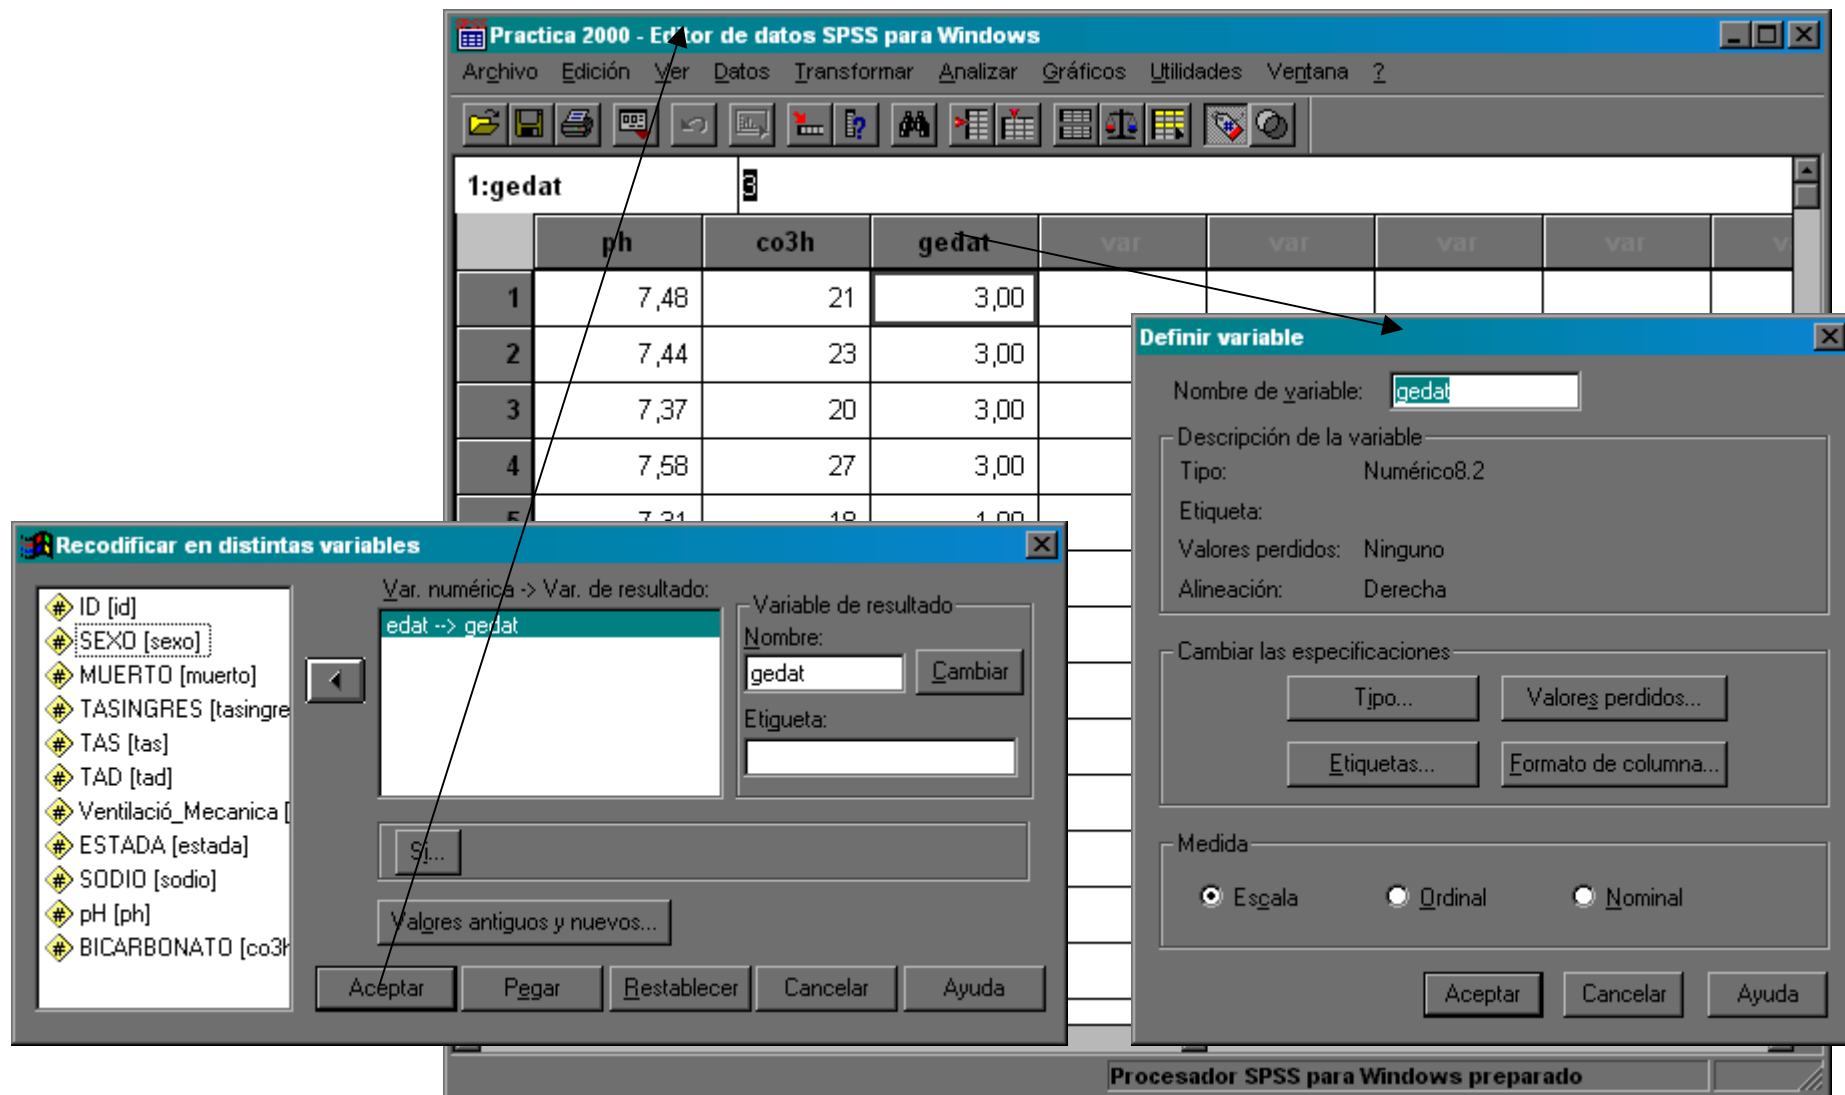 Practica 2000 - Editor de datos SPSS para Windows
Archivo Edición Ver Datos Transformar Analizar Gráficos Utilidades Ventana ?
1:gedat 3
ph co3h gedat var var var var
1 7,48 21 3,00
2 7,44 23 3,00
3 7,37 20 3,00
4 7,58 27 3,00
5 7,31 18 1,00
Recodificar en distintas variables
ID [id]
SEXO [sexo]
MUERTO [muerto]
TASINGRES [tasingre
TAS [tas]
TAD [tad]
Ventilació_Mecanica [
ESTADA [estada]
SODIO [sodio]
pH [ph]
BICARBONATO [co3h
Var. numérica -> Var. de resultado:
edat --> gedat
Variable de resultado
Nombre:
gedat Cambiar
Etigueta:
Si...
Valores antiguos y nuevos...
Aceptar Pegar Restablecer Cancelar Ayuda
Definir variable
Nombre de variable: gedat
Descripción de la variable
Tipo: Numérico8.2
Etiqueta:
Valores perdidos: Ninguno
Alineación: Derecha
Cambiar las especificaciones
Tipo... Valores perdidos...
Etiquetas... Formato de columna...
Medida
Escala Ordinal Nominal
Aceptar Cancelar Ayuda
Procesador SPSS para Windows preparado